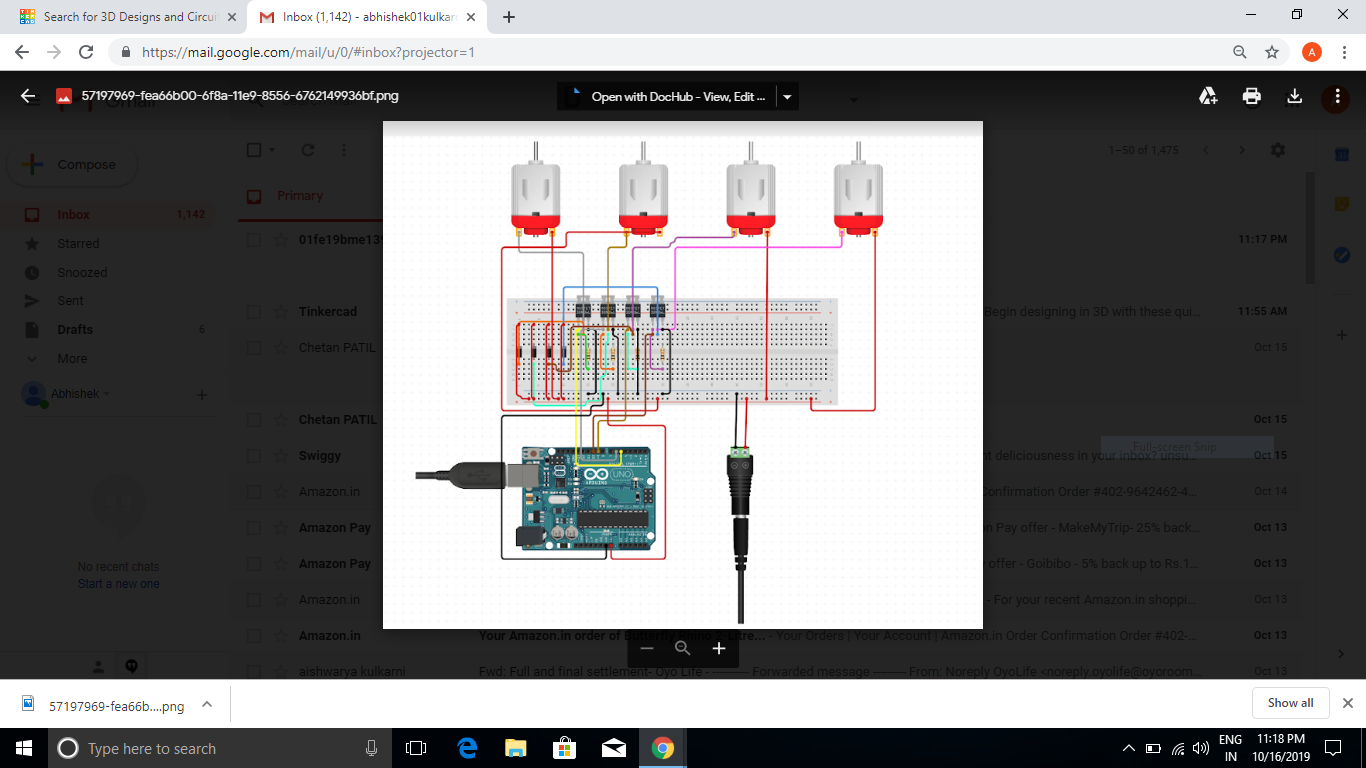 Search for 3D Designs and Circui
Inbox (1,142) - abhishek01kulkar
https://mail.google.com/mail/u/0/#inbox?projector=1
A
57197969-fea66b00-6f8a-11e9-8556-6762149936bf.png
Open with DocHub - View, Edit ...
Compose
1–50 of 1,475
Primary
Inbox 1,142
01fe19bme13 11:17 PM
Starred
Snoozed
Sent
Tinkercad Begin designing in 3D with these qui... 11:55 AM
Drafts 6
Chetan PATIL Oct 15
More
Abhishek
Chetan PATIL Oct 15
Full-screen Snip
Swiggy nt deliciousness in your inbox? unsu... Oct 15
UNO
Amazon.in Confirmation Order #402-9642462-4... Oct 14
Amazon Pay n Pay offer - MakeMyTrip- 25% back... Oct 13
Amazon Pay offer - Goibibo - 5% back up to Rs.1... Oct 13
No recent chats
Start a new one
Amazon.in - For your recent Amazon.in shoppi... Oct 13
Amazon.in Your Amazon.in order of Butterfly Rhino 2-Litre... - Your Orders | Your Account | Amazon.in Order Confirmation Order #402-... Oct 13
aishwarya kulkarni Fwd: Full and final settlement- Oyo Life - ---------- Forwarded message --------- From: Noreply oyolife <noreply.oyolife@oyoroom... Oct 13
57197969-fea66b....png
Show all
Type here to search
ENG
IN
11:18 PM
10/16/2019